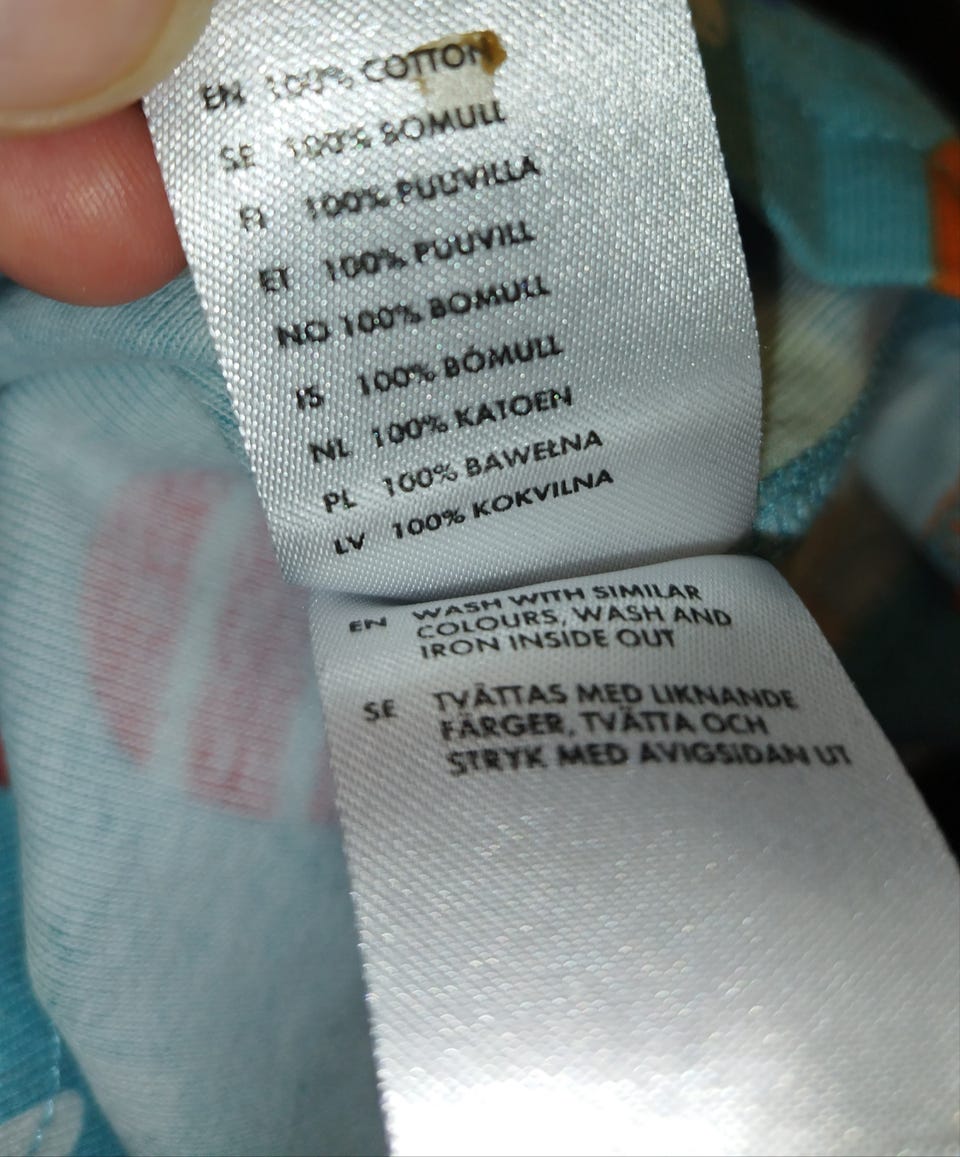 EN 100% COTTON
SE 100% BOMULL
FI 100% PUUVILLA
ET 100% PUUVILL
NO 100% BOMULL
IS 100% BÓMULL
NL 100% KATOEN
PL 100% BAWEŁNA
LV 100% KOKVILNA
EN WASH WITH SIMILAR
COLOURS, WASH AND
IRON INSIDE OUT
SE TVÄTTAS MED LIKNANDE
FÄRGER, TVÄTTA OCH
STRYK MED AVIGSIDAN UT